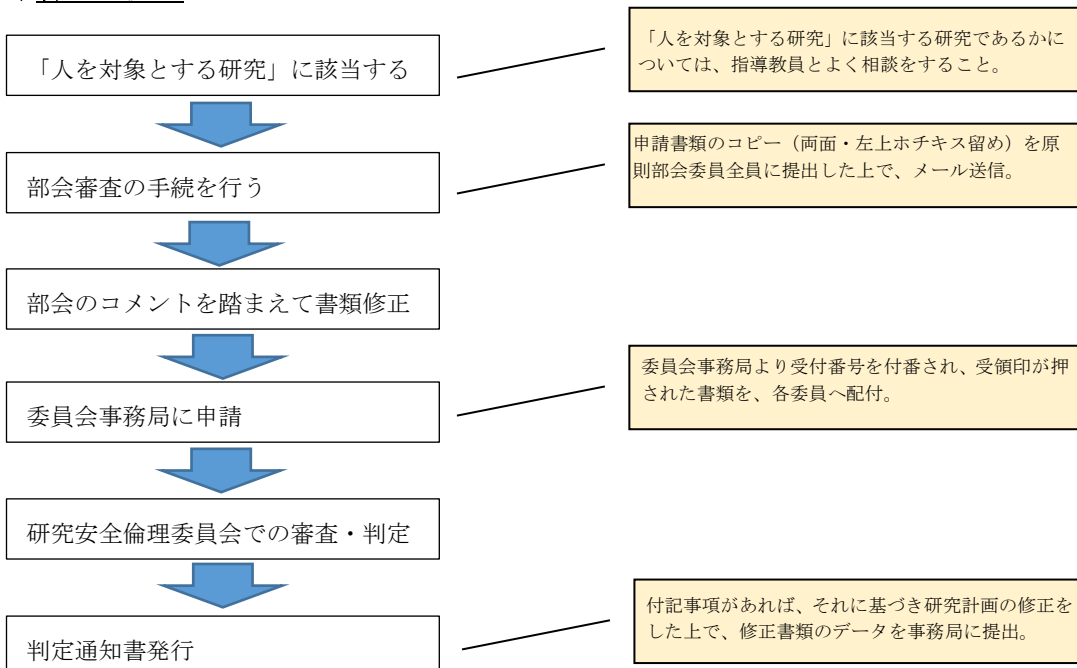 「人を対象とする研究」に該当する
「人を対象とする研究」に該当する研究であるかに
ついては、指導教員とよく相談をすること。
部会審査の手続を行う
申請書類のコピー（両面・左上ホチキス留め）を原
則部会委員全員に提出した上で、メール送信。
部会のコメントを踏まえて書類修正
委員会事務局に申請
委員会事務局より受付番号を付番され、受領印が押
された書類を、各委員へ配付。
研究安全倫理委員会での審査・判定
判定通知書発行
付記事項があれば、それに基づき研究計画の修正を
した上で、修正書類のデータを事務局に提出。